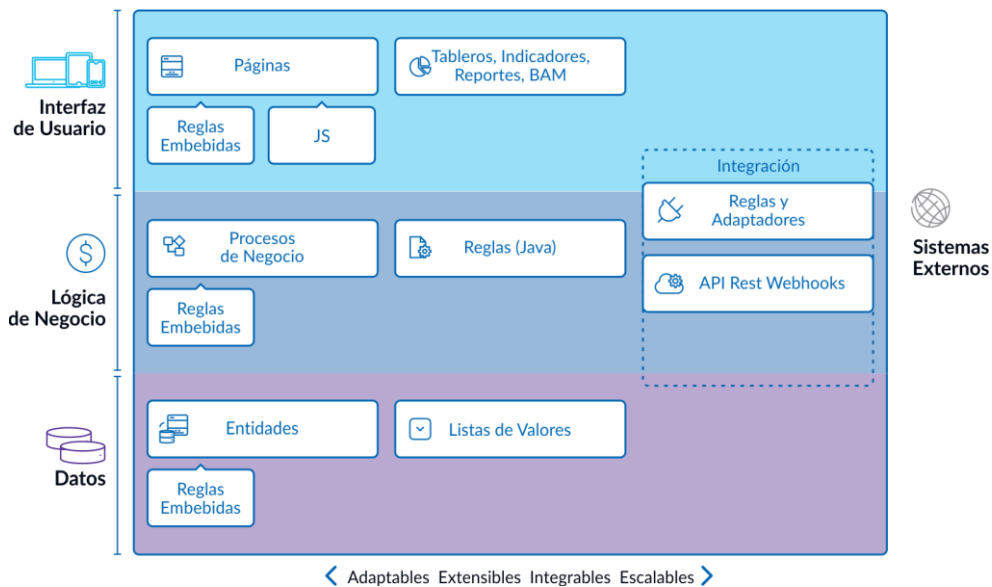 Interfaz
de Usuario
Páginas
Tableros, Indicadores,
Reportes, BAM
Reglas
Embebidas
JS
Integración
Reglas y
Adaptadores
API Rest Webhooks
Sistemas
Externos
Lógica
de Negocio
$
Procesos
de Negocio
Reglas (Java)
Reglas
Embebidas
Datos
Entidades
Listas de Valores
Reglas
Embebidas
Adaptables Extensibles Integrables Escalables